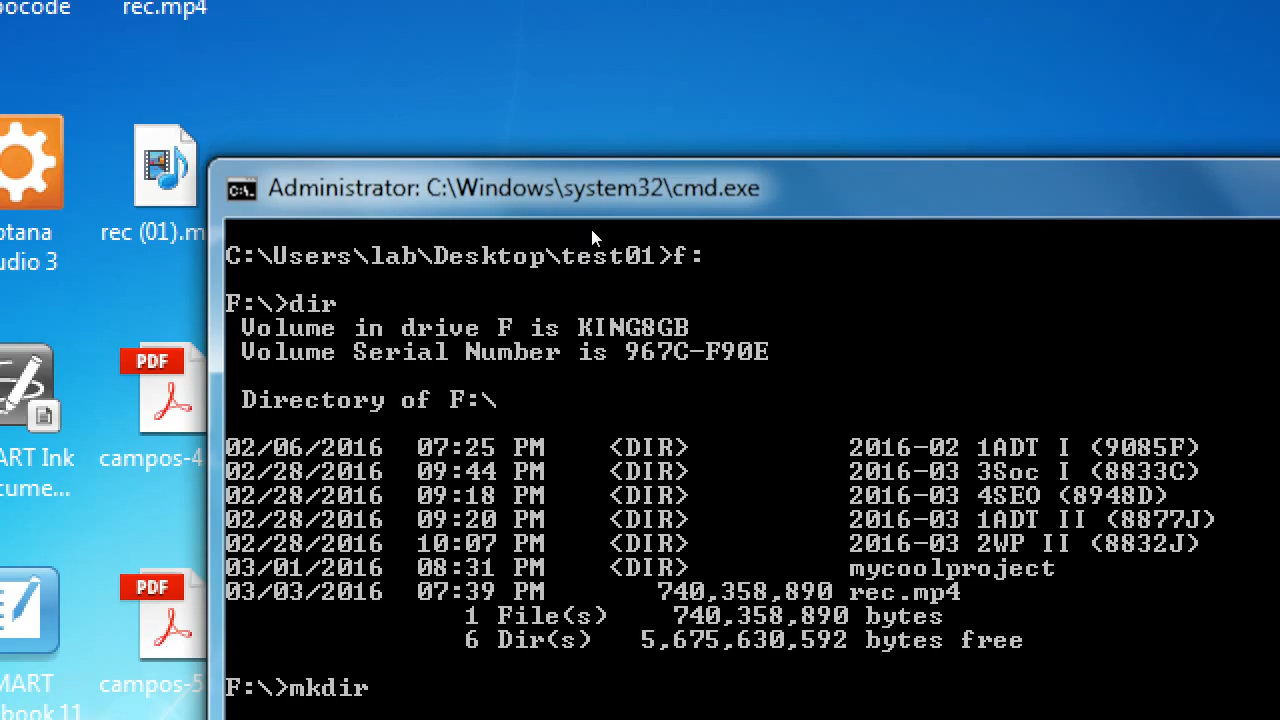 rec.mp4
rec (01).m
Administrator: C:\Windows\system32\cmd.exe
C:\Users\lab\Desktop\test01>f:
F:\>dir
Volume in drive F is KING8GB
Volume Serial Number is 967C-F90E
Directory of F:\
02/06/2016 07:25 PM <DIR> 2016-02 1ADT I (9085F)
02/28/2016 09:44 PM <DIR> 2016-03 3Soc I (8833C)
02/28/2016 09:18 PM <DIR> 2016-03 4SEO (8948D)
02/28/2016 09:20 PM <DIR> 2016-03 1ADT II (8877J)
02/28/2016 10:07 PM <DIR> 2016-03 2WP II (8832J)
03/01/2016 08:31 PM <DIR> mycoolproject
03/03/2016 07:39 PM 740,358,890 rec.mp4
1 File(s) 740,358,890 bytes
6 Dir(s) 5,675,630,592 bytes free
F:\>mkdir
ocode
otana
udio 3
PDF
ART Ink
cume...
campos-4
PDF
MART
book 11
campos-5
C:\.